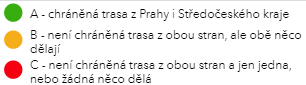 A - chráněná trasa z Prahy i Středočeského kraje
B - není chráněná trasa z obou stran, ale obě něco
dělají
C - není chráněná trasa z obou stran a jen jedna,
nebo žádná něco dělá